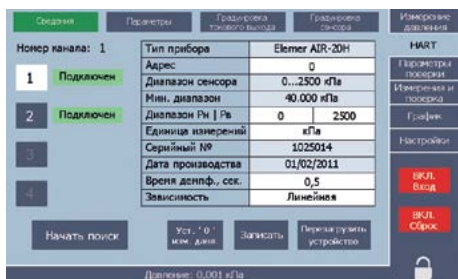 Сведения
Параметры
Градуировка токового выхода
Градуировка сенсора
Измерение давления
Номер канала: 1
HART
1 Подключен
2 Подключен
3
4
Тип прибора Elemer AIR-20H
Адрес 0
Диапазон сенсора 0...2500 кПа
Мин. диапазон 40.000 кПа
Диапазон Рн | Рв 0 2500
Единица измерений кПа
Серийный № 1025014
Дата производства 01/02/2011
Время демпф., сек. 0,5
Зависимость Линейная
Параметры поверки
Измерения и поверка
График
Настройки
ВКЛ. Вход
ВКЛ. Сброс
Начать поиск
Уст. '0' изм. давл.
Записать
Перезагрузить устройство
Давление: 0,001 кПа